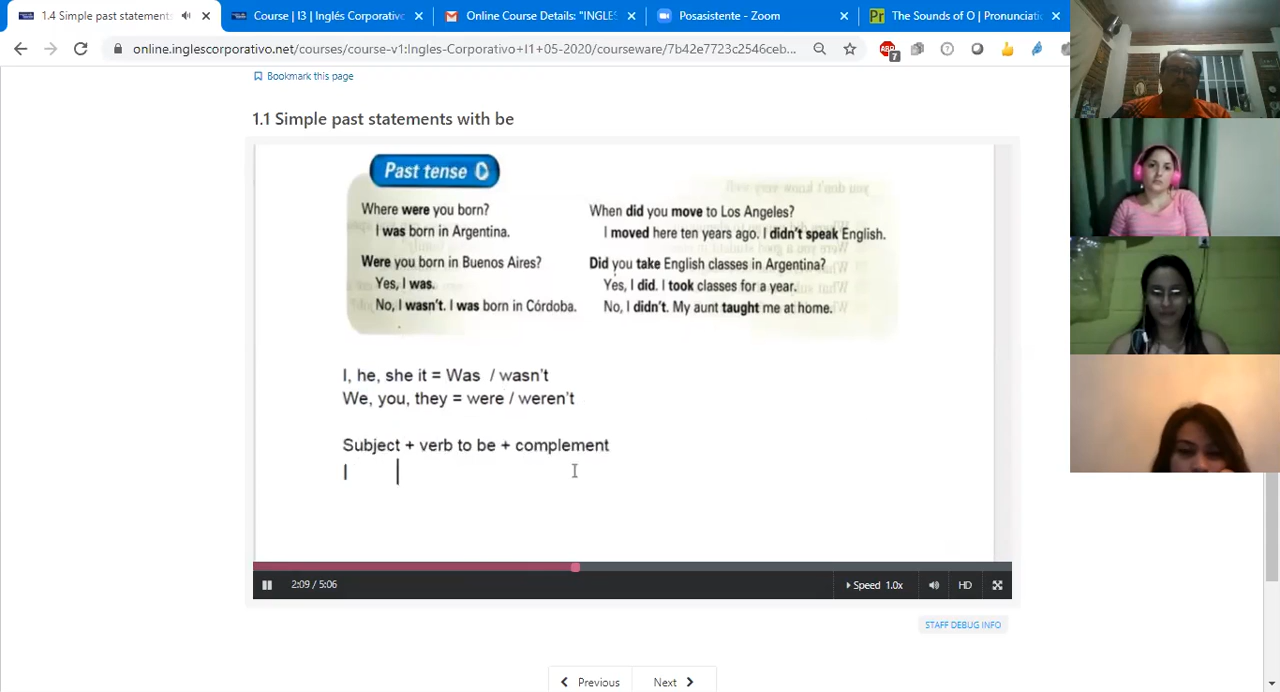 1.4 Simple past statement
Course | I3 | Inglés Corporativo
Online Course Details: "INGLES
Posasistente - Zoom
The Sounds of O | Pronunciati
online.inglescorporativo.net/courses/course-v1:Ingles-Corporativo+I1+05-2020/courseware/7b42e7723c2546ceb...
ABP
7
Bookmark this page
1.1 Simple past statements with be
Past tense
Where were you born?
I was born in Argentina.
Were you born in Buenos Aires?
Yes, I was.
No, I wasn't. I was born in Córdoba.
When did you move to Los Angeles?
I moved here ten years ago. I didn't speak English.
Did you take English classes in Argentina?
Yes, I did. I took classes for a year.
No, I didn't. My aunt taught me at home.
I, he, she it = Was / wasn't
We, you, they = were / weren't
Subject + verb to be + complement
I
2:09 / 5:06
Speed 1.0x
HD
STAFF DEBUG INFO
Previous
Next